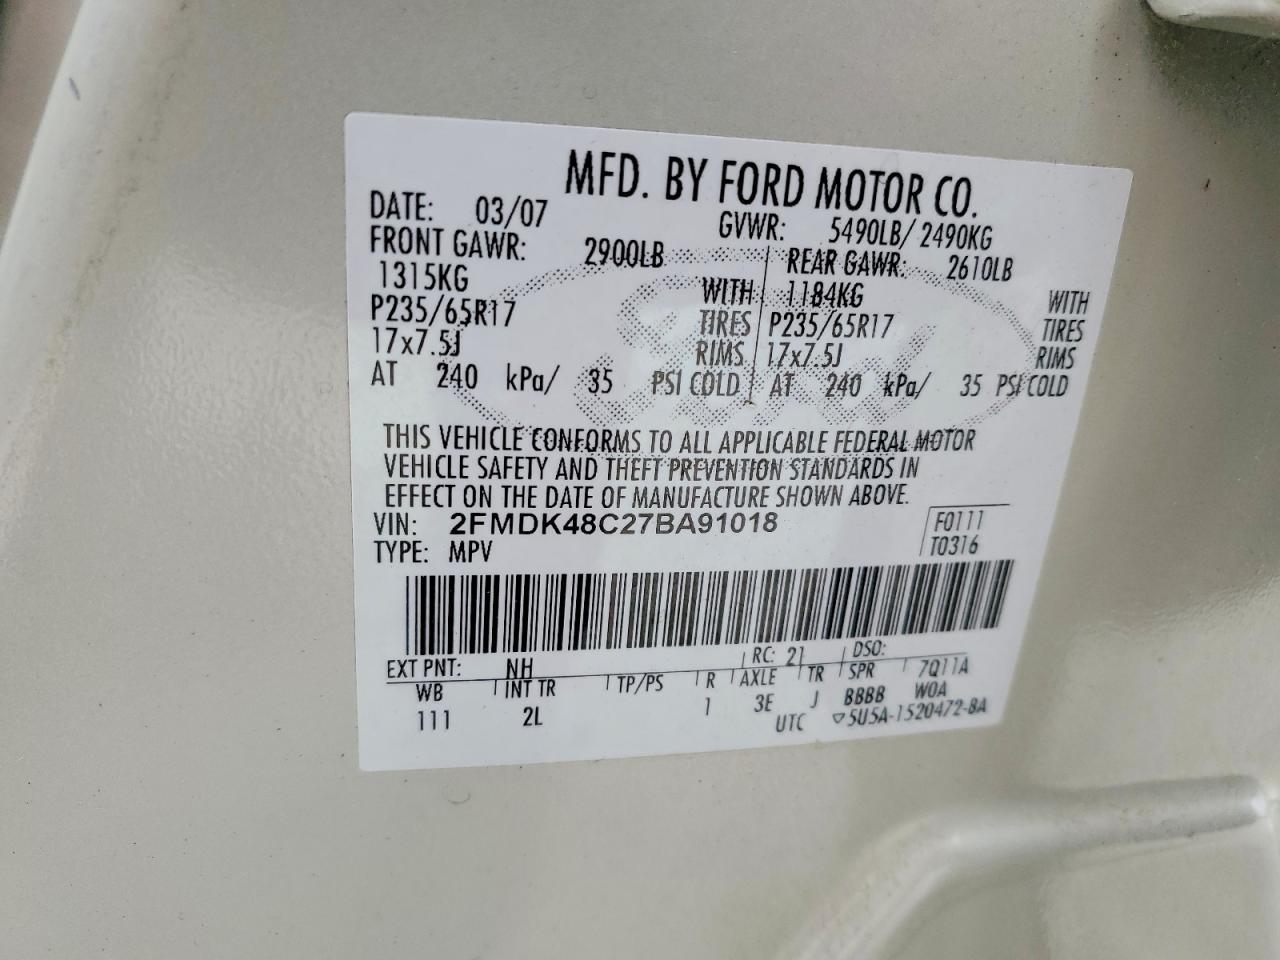 MFD. BY FORD MOTOR CO.
DATE: 03/07 GVWR: 5490LB/ 2490KG
FRONT GAWR: 2900LB REAR GAWR: 2610LB
1315KG WITH 1184KG WITH
P235/65R17 TIRES P235/65R17 TIRES
17x7.5J RIMS 17x7.5J RIMS
AT 240 kPa/ 35 PSI COLD AT 240 kPa/ 35 PSI COLD
THIS VEHICLE CONFORMS TO ALL APPLICABLE FEDERAL MOTOR
VEHICLE SAFETY AND THEFT PREVENTION STANDARDS IN
EFFECT ON THE DATE OF MANUFACTURE SHOWN ABOVE.
VIN: 2FMDK48C27BA91018 F0111
TYPE: MPV T0316
EXT PNT: NH RC: 21 DSO:
WB INT TR TP/PS R AXLE TR SPR 7Q11A
111 2L 1 3E J BBBB W0A
UTC ▽5U5A-1520472-BA